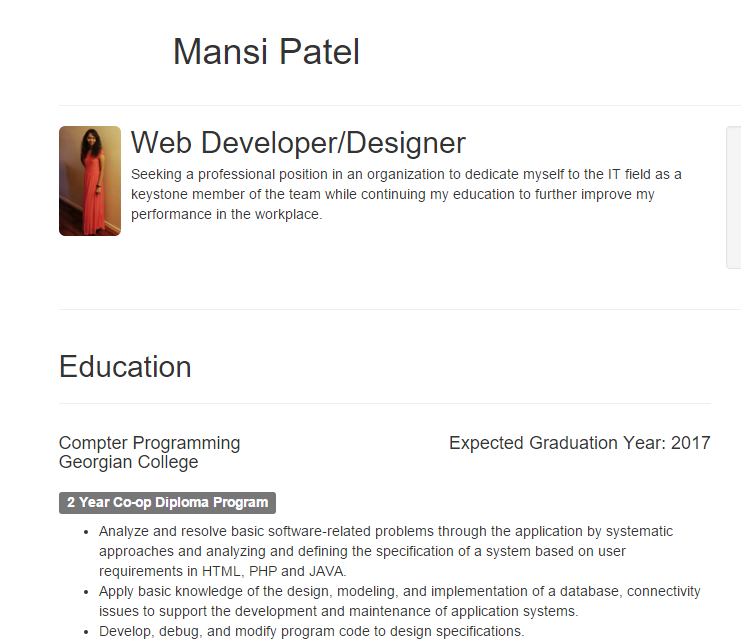 Mansi Patel
Web Developer/Designer
Seeking a professional position in an organization to dedicate myself to the IT field as a
keystone member of the team while continuing my education to further improve my
performance in the workplace.
Education
Compter Programming
Expected Graduation Year: 2017
Georgian College
2 Year Co-op Diploma Program
• Analyze and resolve basic software-related problems through the application by systematic
approaches and analyzing and defining the specification of a system based on user
requirements in HTML, PHP and JAVA.
• Apply basic knowledge of the design, modeling, and implementation of a database, connectivity
issues to support the development and maintenance of application systems.
• Develop, debug, and modify program code to design specifications.